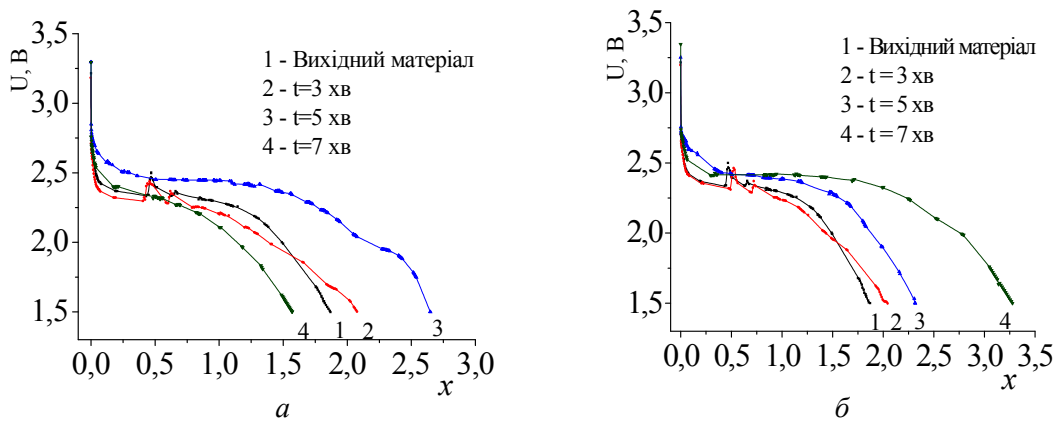 3,5
3,0
2,5
2,0
1,5
U, В
1 - Вихідний матеріал
2 - t=3 хв
3 - t=5 хв
4 - t=7 хв
4 1 2 3
0,0 0,5 1,0 1,5 2,0 2,5 3,0
x
а
3,5
3,0
2,5
2,0
1,5
U, В
1 - Вихідний матеріал
2 - t = 3 хв
3 - t = 5 хв
4 - t = 7 хв
1 2 3 4
0,0 0,5 1,0 1,5 2,0 2,5 3,0 3,5
x
б